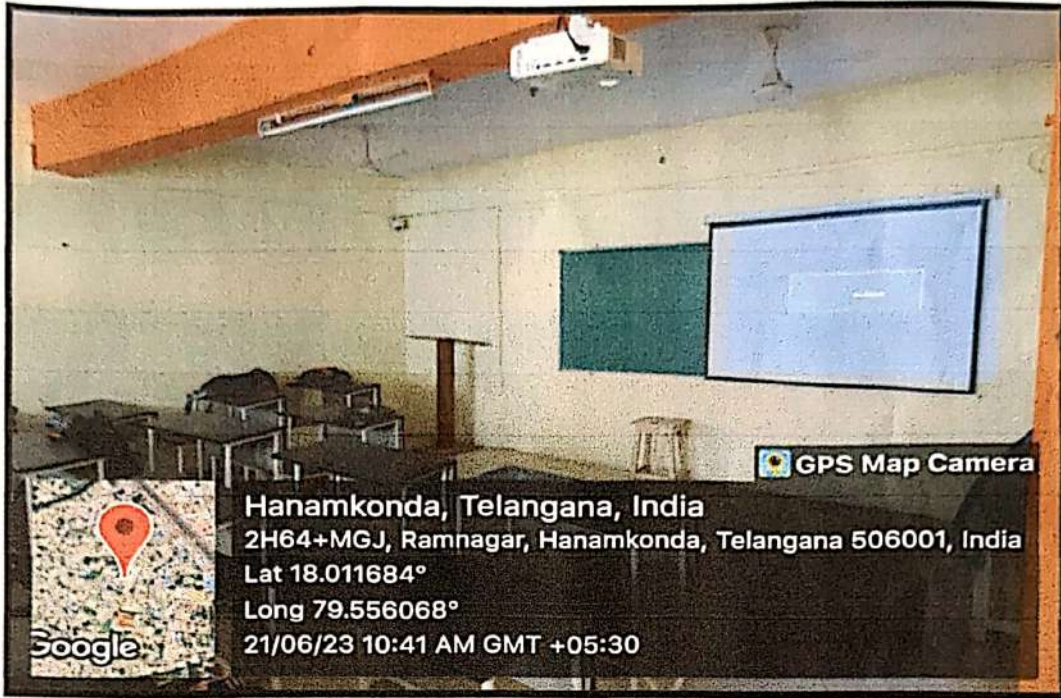 GPS Map Camera
Hanamkonda, Telangana, India
2H64+MGJ, Ramnagar, Hanamkonda, Telangana 506001, India
Lat 18.011684°
Long 79.556068°
21/06/23 10:41 AM GMT +05:30
Google